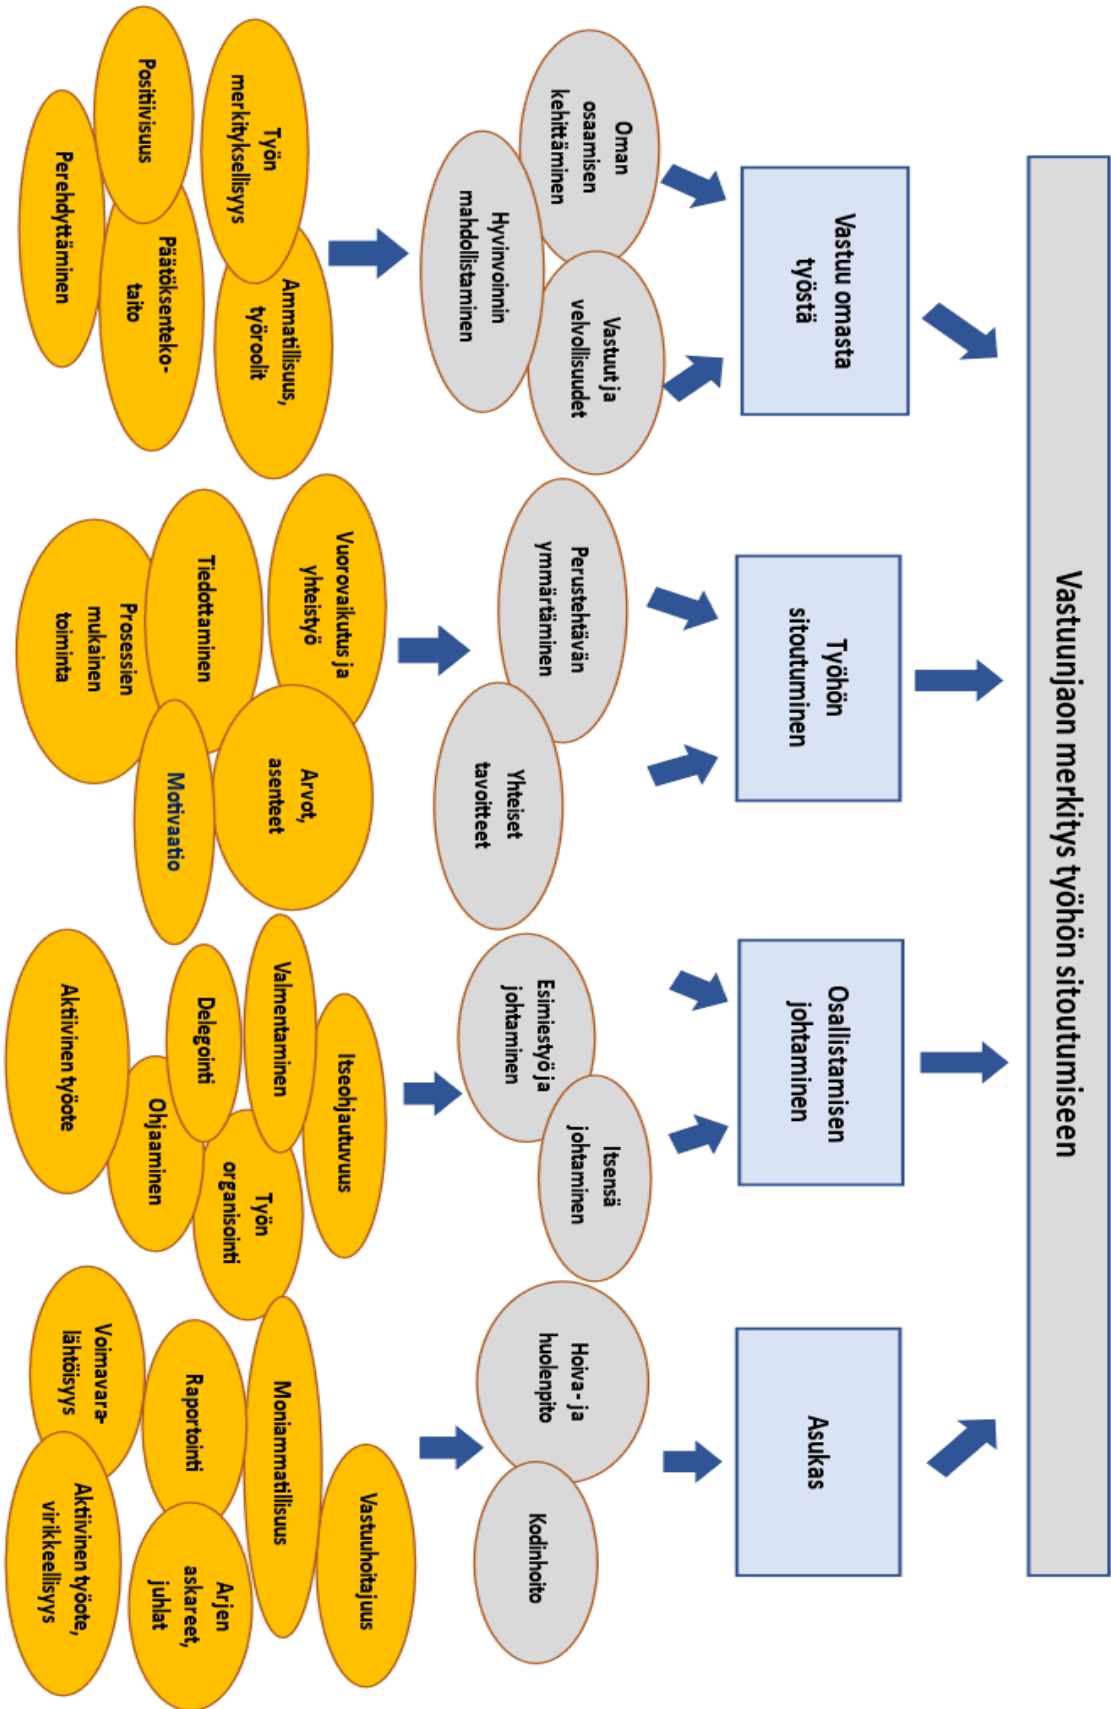 Vastuunjaon merkitys työhön sitoutumiseen
Vastuu omasta
työstä
Työhön
sitoutuminen
Osallistamisen
johtaminen
Asukas
Oman
osaamisen
kehittäminen
Vastuut ja
velvollisuudet
Hyvinvoinnin
mahdollistaminen
Perustehtävän
ymmärtäminen
Yhteiset
tavoitteet
Esimiestyö ja
johtaminen
Itsensä
johtaminen
Hoiva- ja
huolenpito
Kodinhoito
Työn
merkityksellisyys
Ammatillisuus,
työroolit
Positiivisuus
Päätöksenteko-
taito
Perehdyttäminen
Vuorovaikutus ja
yhteistyö
Arvot,
asenteet
Tiedottaminen
Motivaatio
Prosessien
mukainen
toiminta
Itseohjautuvuus
Valmentaminen
Työn
organisointi
Delegointi
Ohjaaminen
Aktiivinen työote
Vastuuhoitajuus
Moniammatillisuus
Raportointi
Arjen
askareet,
juhlat
Voimavara-
lähtöisyys
Aktiivinen työote,
virikkeellisyys